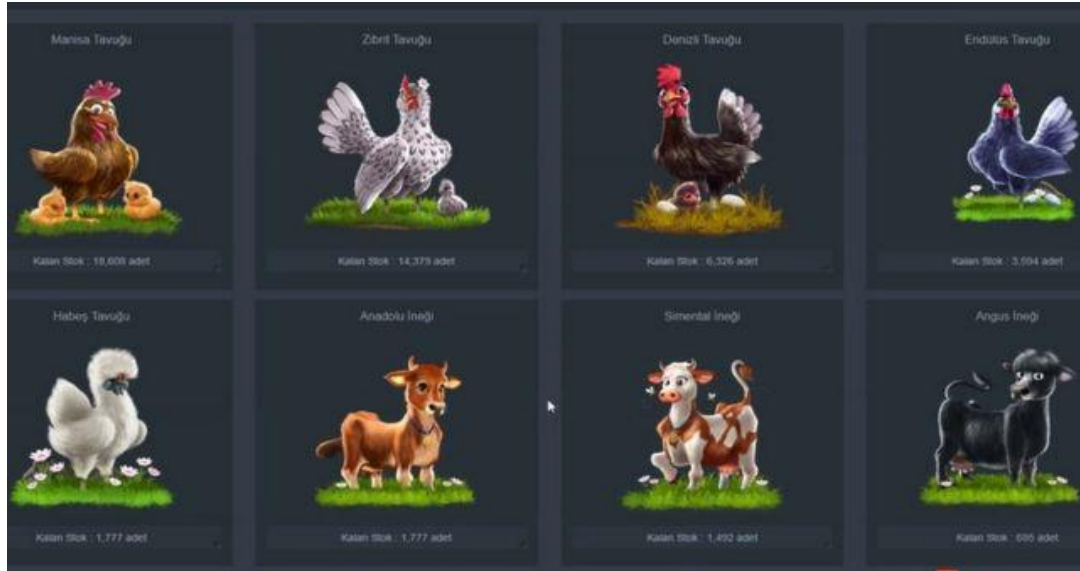 Manisa Tavuğu
Zıbrit Tavuğu
Denizli Tavuğu
Endülüs Tavuğu
Kalan Stok : 18,608 adet
Kalan Stok : 14,379 adet
Kalan Stok : 6,326 adet
Kalan Stok : 3,594 adet
Habeş Tavuğu
Anadolu İneği
Simental İneği
Angus İneği
Kalan Stok : 1,777 adet
Kalan Stok : 1,777 adet
Kalan Stok : 1,492 adet
Kalan Stok : 695 adet